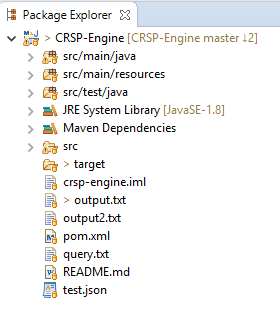 Package Explorer
> CRSP-Engine [CRSP-Engine master ↓2]
src/main/java
src/main/resources
src/test/java
JRE System Library [JavaSE-1.8]
Maven Dependencies
src
> target
crsp-engine.iml
> output.txt
output2.txt
pom.xml
query.txt
README.md
test.json